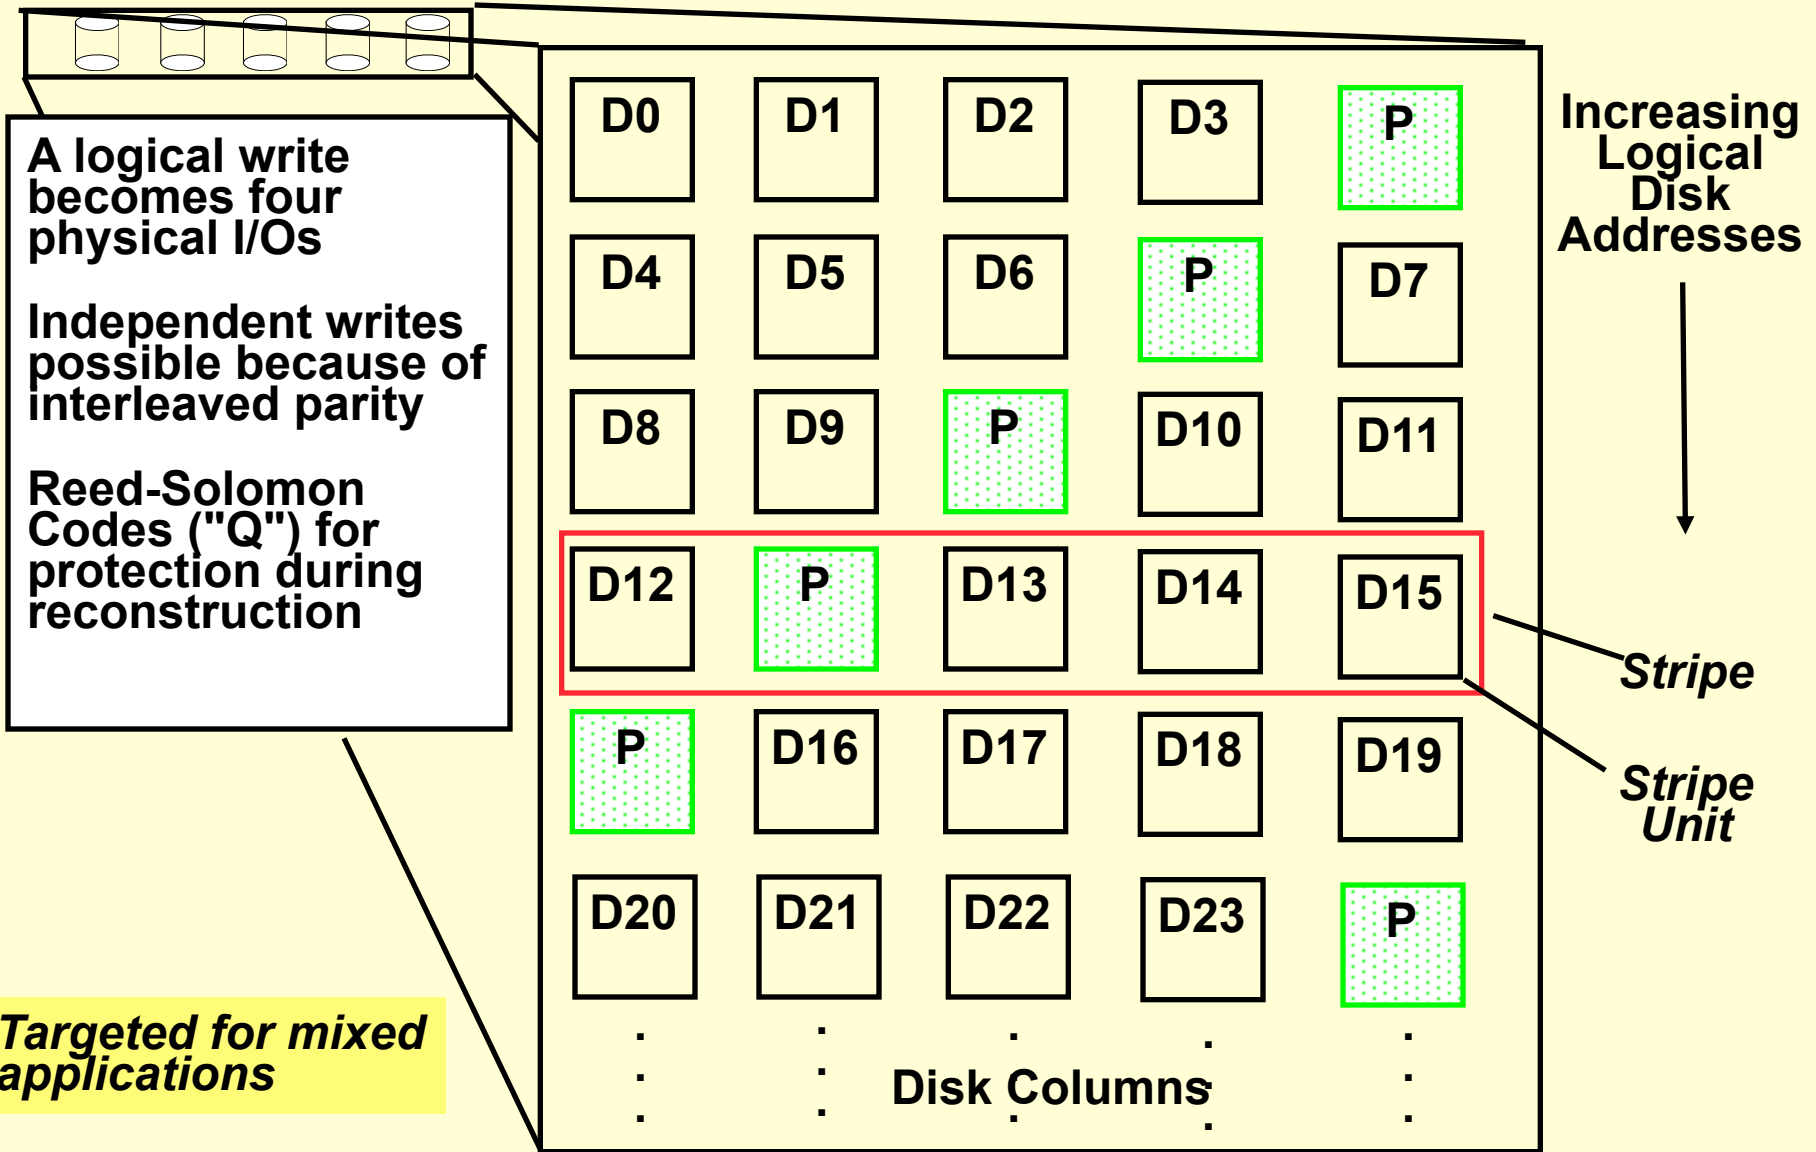 A logical write
becomes four
physical I/Os
Independent writes
possible because of
interleaved parity
Reed-Solomon
Codes ("Q") for
protection during
reconstruction
Targeted for mixed
applications
D0 D1 D2 D3 P
D4 D5 D6 P D7
D8 D9 P D10 D11
D12 P D13 D14 D15
P D16 D17 D18 D19
D20 D21 D22 D23 P
Disk Columns
Increasing
Logical
Disk
Addresses
Stripe
Stripe
Unit